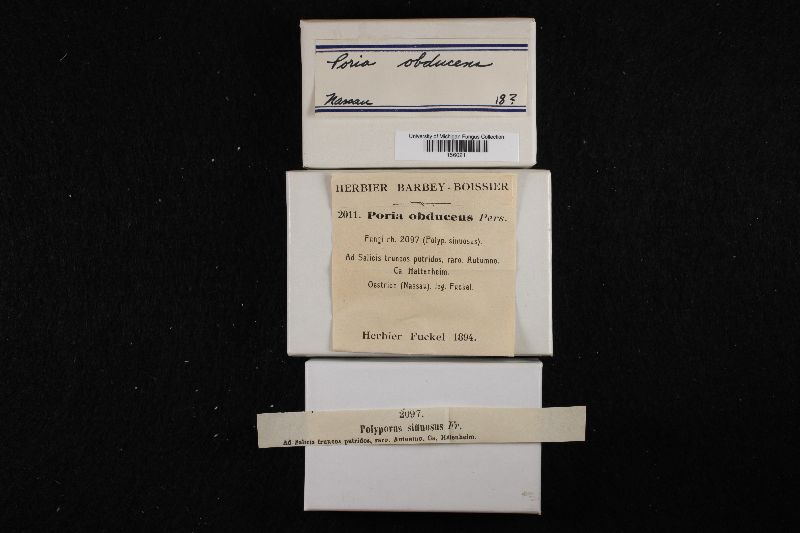 Poria obducens
Nassau 18?
University of Michigan Fungus Collection
156021
HERBIER BARBEY-BOISSIER
2011. Poria obducens Pers.
Fungi rh. 2097 (Polyp. sinuosus).
Ad Salicis truncos putridos, raro. Autumno.
Ca. Hattenheim.
Oestrich (Nassau). leg. Fuckel.
Herbier Fuckel 1894.
2097.
Polyporus sinuosus Fr.
Ad Salicis truncos putridos, raro. Autumno. Ca.